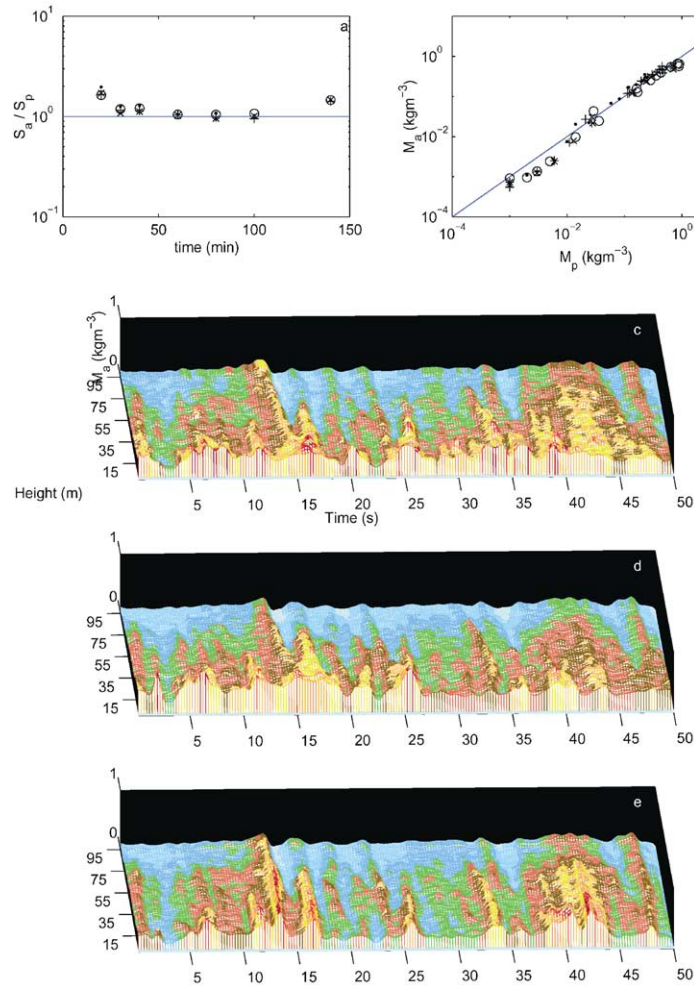 a
10¹
10⁰
10⁻¹
S_a / S_p
0 50 100 150
time (min)
10⁰
10⁻²
10⁻⁴
M_a (kgm⁻³)
10⁻⁴ 10⁻² 10⁰
M_p (kgm⁻³)
c
1
0
M_a (kgm⁻³)
95
75
55
35
15
Height (m)
5 10 15 20 25 30 35 40 45 50
Time (s)
d
1
0
95
75
55
35
15
5 10 15 20 25 30 35 40 45 50
e
1
0
95
75
55
35
15
5 10 15 20 25 30 35 40 45 50